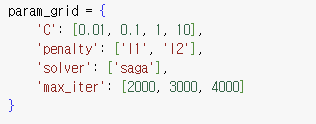 param_grid = {
    'C': [0.01, 0.1, 1, 10],
    'penalty': ['l1', 'l2'],
    'solver': ['saga'],
    'max_iter': [2000, 3000, 4000]
}